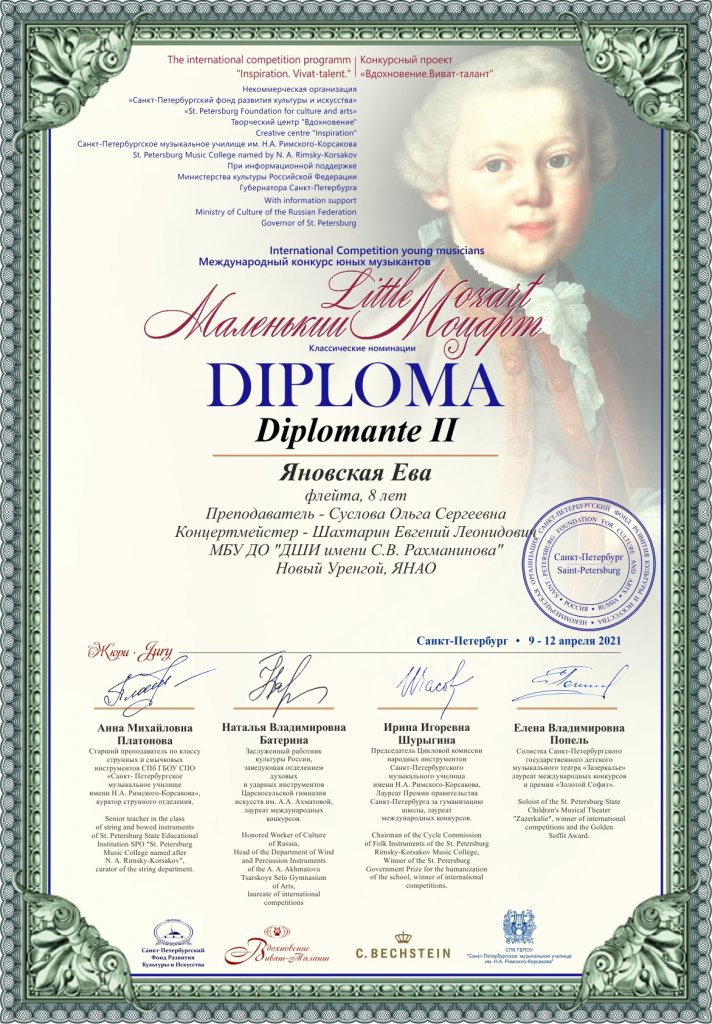 The international competition programm | Конкурсный проект
"Inspiration. Vivat-talent." | «Вдохновение.Виват-талант"
Некоммерческая организация
«Санкт-Петербургский фонд развития культуры и искусства»
«St. Petersburg Foundation for culture and arts»
Творческий центр "Вдохновение"
Creative centre "Inspiration"
Санкт-Петербургское музыкальное училище им. Н.А. Римского-Корсакова
St. Petersburg Music College named by N. A. Rimsky-Korsakov
При информационной поддержке
Министерства культуры Российской Федерации
Губернатора Санкт-Петербурга
With information support
Ministry of Culture of the Russian Federation
Governor of St. Petersburg
International Competition young musicians
Международный конкурс юных музыкантов
Little Mozart
Маленький Моцарт
Классические номинации
DIPLOMA
Diplomante II
Яновская Ева
флейта, 8 лет
Преподаватель - Суслова Ольга Сергеевна
Концертмейстер - Шахтарин Евгений Леонидович
МБУ ДО "ДШИ имени С.В. Рахманинова"
Новый Уренгой, ЯНАО
НЕКОММЕРЧЕСКАЯ ОРГАНИЗАЦИЯ САНКТ-ПЕТЕРБУРГСКИЙ ФОНД РАЗВИТИЯ КУЛЬТУРЫ И ИСКУССТВА
SAINT PETERSBURG FOUNDATION FOR CULTURE AND ARTS
РОССИЯ • RUSSIA
Санкт-Петербург
Saint-Petersburg
Санкт-Петербург • 9 - 12 апреля 2021
Жюри · Jury
Анна Михайловна
Платонова
Старший преподаватель по классу
струнных и смычковых
инструментов СПб ГБОУ СПО
«Санкт- Петербургское
музыкальное училище
имени Н.А. Римского-Корсакова»,
куратор струнного отделения.
Senior teacher in the class
of string and bowed instruments
of St. Petersburg State Educational
Institution SPO "St. Petersburg
Music College named after
N. A. Rimsky-Korsakov",
curator of the string department.
Наталья Владимировна
Батерина
Заслуженный работник
культуры России,
заведующая отделением
духовых
и ударных инструментов
Царскосельской гимназии
искусств им. А.А. Ахматовой,
лауреат международных
конкурсов.
Honored Worker of Culture
of Russia,
Head of the Department of Wind
and Percussion Instruments
of the A. A. Akhmatova
Tsarskoye Selo Gymnasium
of Arts,
laureate of international
competitions
Ирина Игоревна
Шурыгина
Председатель Цикловой комиссии
народных инструментов
Санкт-Петербургского
музыкального училища
имени Н.А. Римского-Корсакова,
Лауреат Премии правительства
Санкт-Петербурга за гуманизацию
школы, лауреат
международных конкурсов.
Chairman of the Cycle Commission
of Folk Instruments of the St. Petersburg
Rimsky-Korsakov Music College,
Winner of the St. Petersburg
Government Prize for the humanization
of the school, winner of international
competitions.
Елена Владимировна
Попель
Солистка Санкт-Петербургского
государственного детского
музыкального театра «Зазеркалье»
лауреат международных конкурсов
и премии «Золотой Софит».
Soloist of the St. Petersburg State
Children's Musical Theater
"Zazerkalie", winner of international
competitions and the Golden
Soffit Award.
Санкт-Петербургский
Фонд Развития
Культуры и Искусства
Вдохновение
Виват-Талант
C. BECHSTEIN
СПб ГБПОУ
"Санкт-Петербургское музыкальное училище
им. Н.А. Римского-Корсакова"